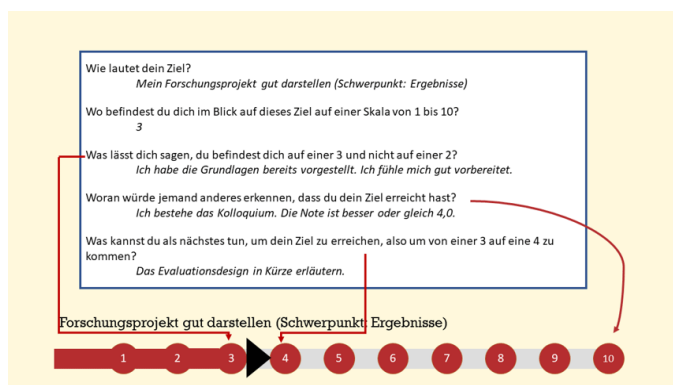 Wie lautet dein Ziel?
Mein Forschungsprojekt gut darstellen (Schwerpunkt: Ergebnisse)
Wo befindest du dich im Blick auf dieses Ziel auf einer Skala von 1 bis 10?
3
Was lässt dich sagen, du befindest dich auf einer 3 und nicht auf einer 2?
Ich habe die Grundlagen bereits vorgestellt. Ich fühle mich gut vorbereitet.
Woran würde jemand anderes erkennen, dass du dein Ziel erreicht hast?
Ich bestehe das Kolloquium. Die Note ist besser oder gleich 4,0.
Was kannst du als nächstes tun, um dein Ziel zu erreichen, also um von einer 3 auf eine 4 zu
kommen?
Das Evaluationsdesign in Kürze erläutern.
Forschungsprojekt gut darstellen (Schwerpunkt: Ergebnisse)
1 2 3 4 5 6 7 8 9 10